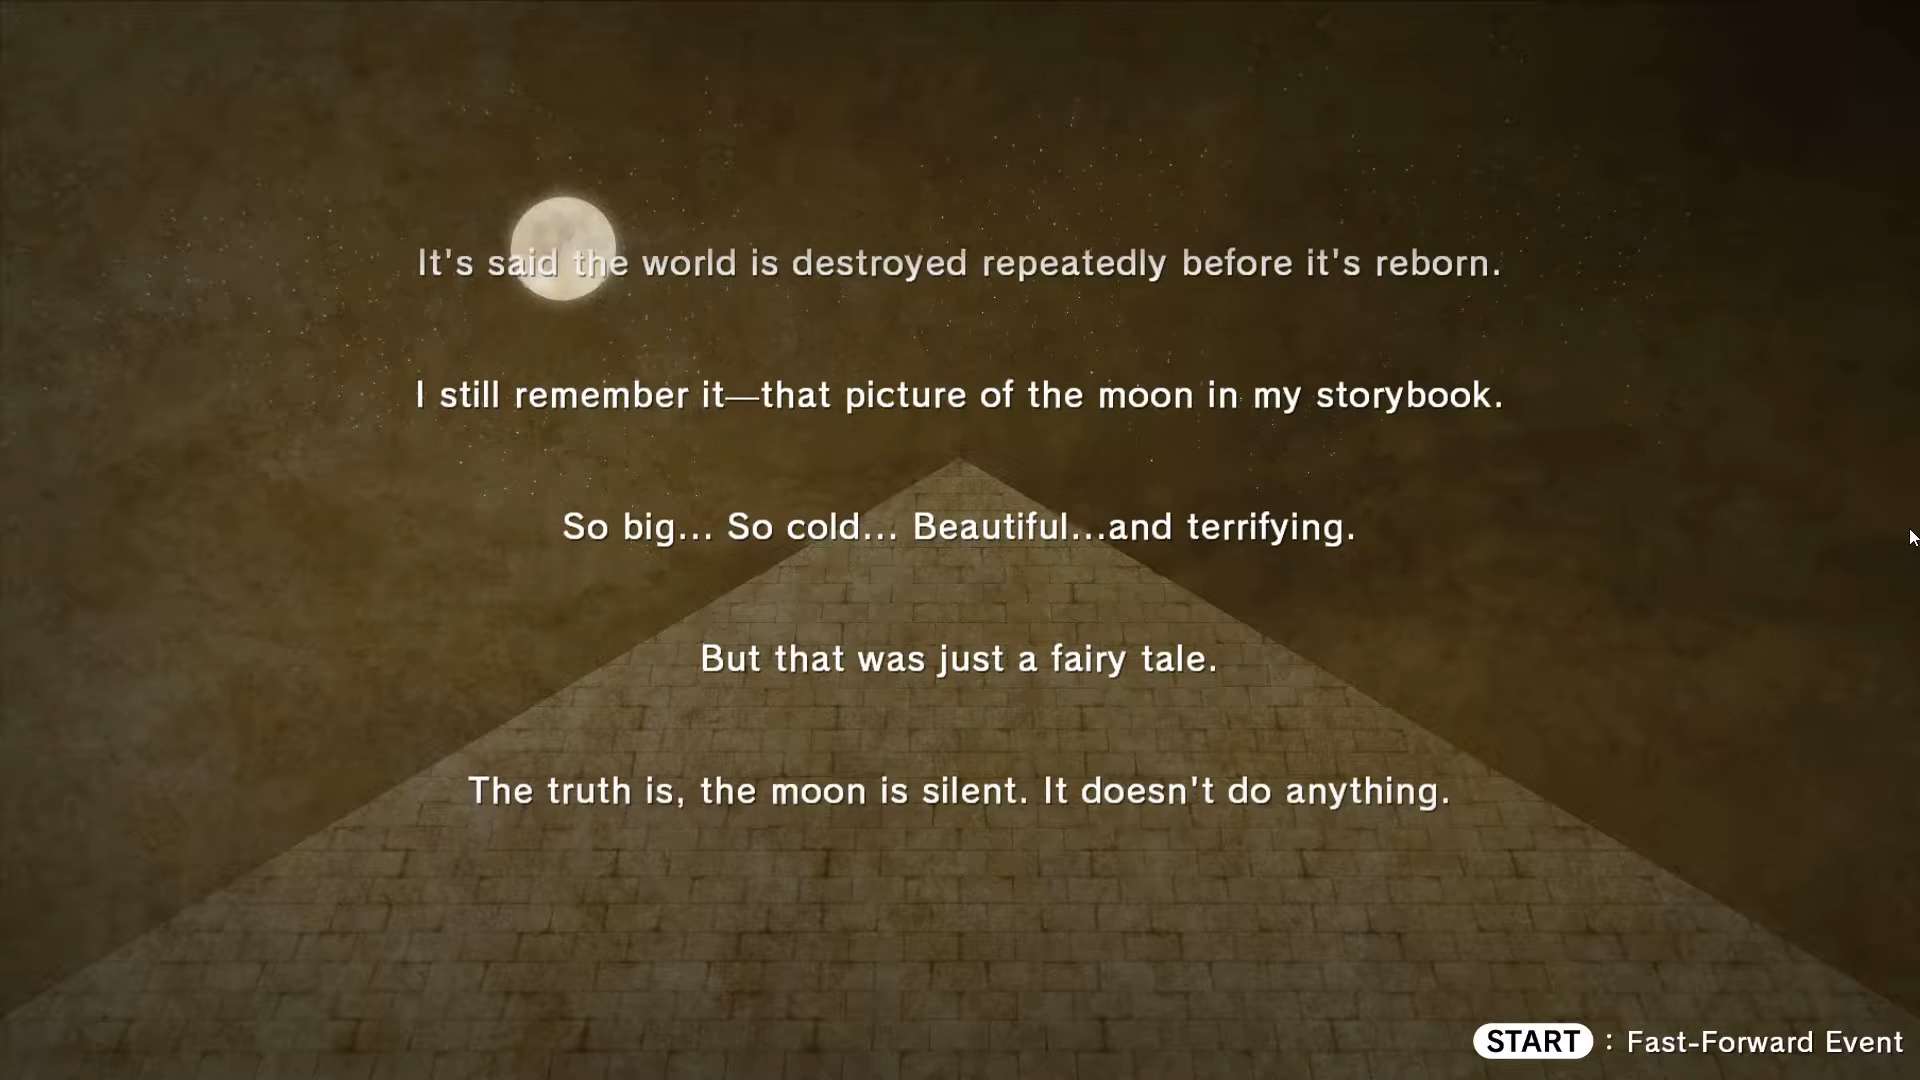 It's said the world is destroyed repeatedly before it's reborn.
I still remember it—that picture of the moon in my storybook.
So big... So cold... Beautiful...and terrifying.
But that was just a fairy tale.
The truth is, the moon is silent. It doesn't do anything.
START : Fast-Forward Event